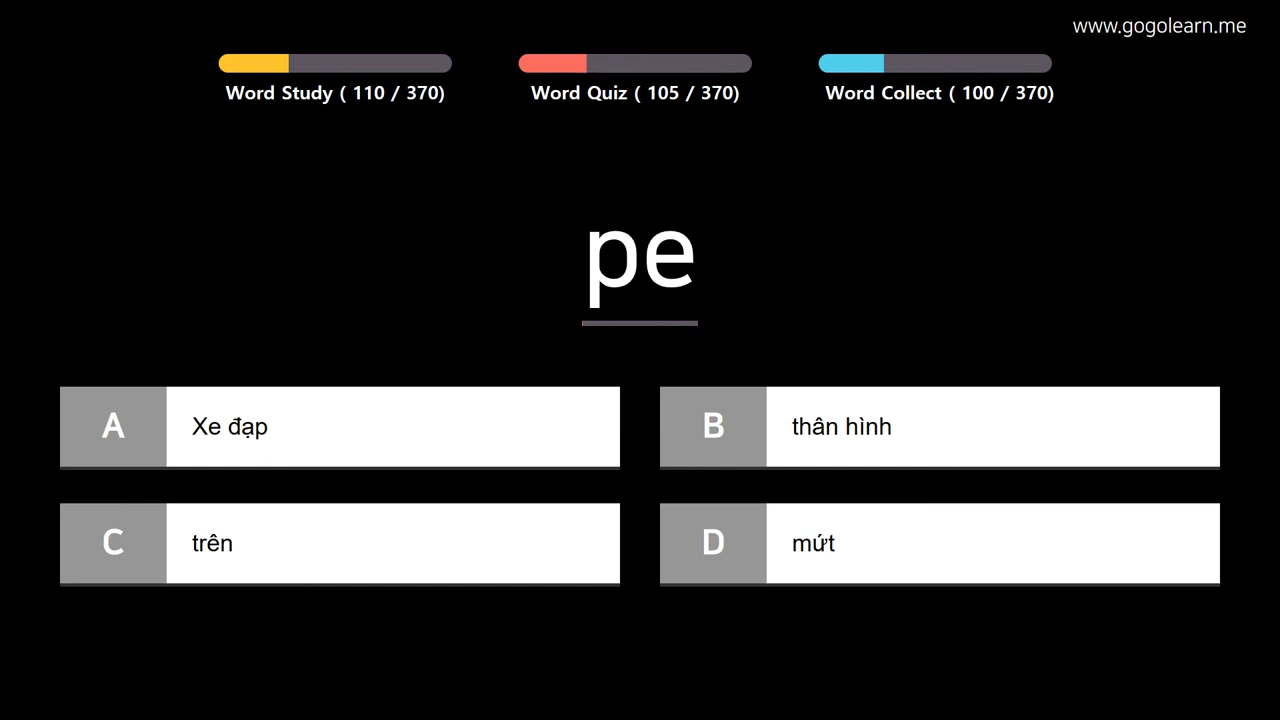 www.gogolearn.me
Word Study ( 110 / 370)
Word Quiz ( 105 / 370)
Word Collect ( 100 / 370)
pe
A Xe đạp
B thân hình
C trên
D mứt